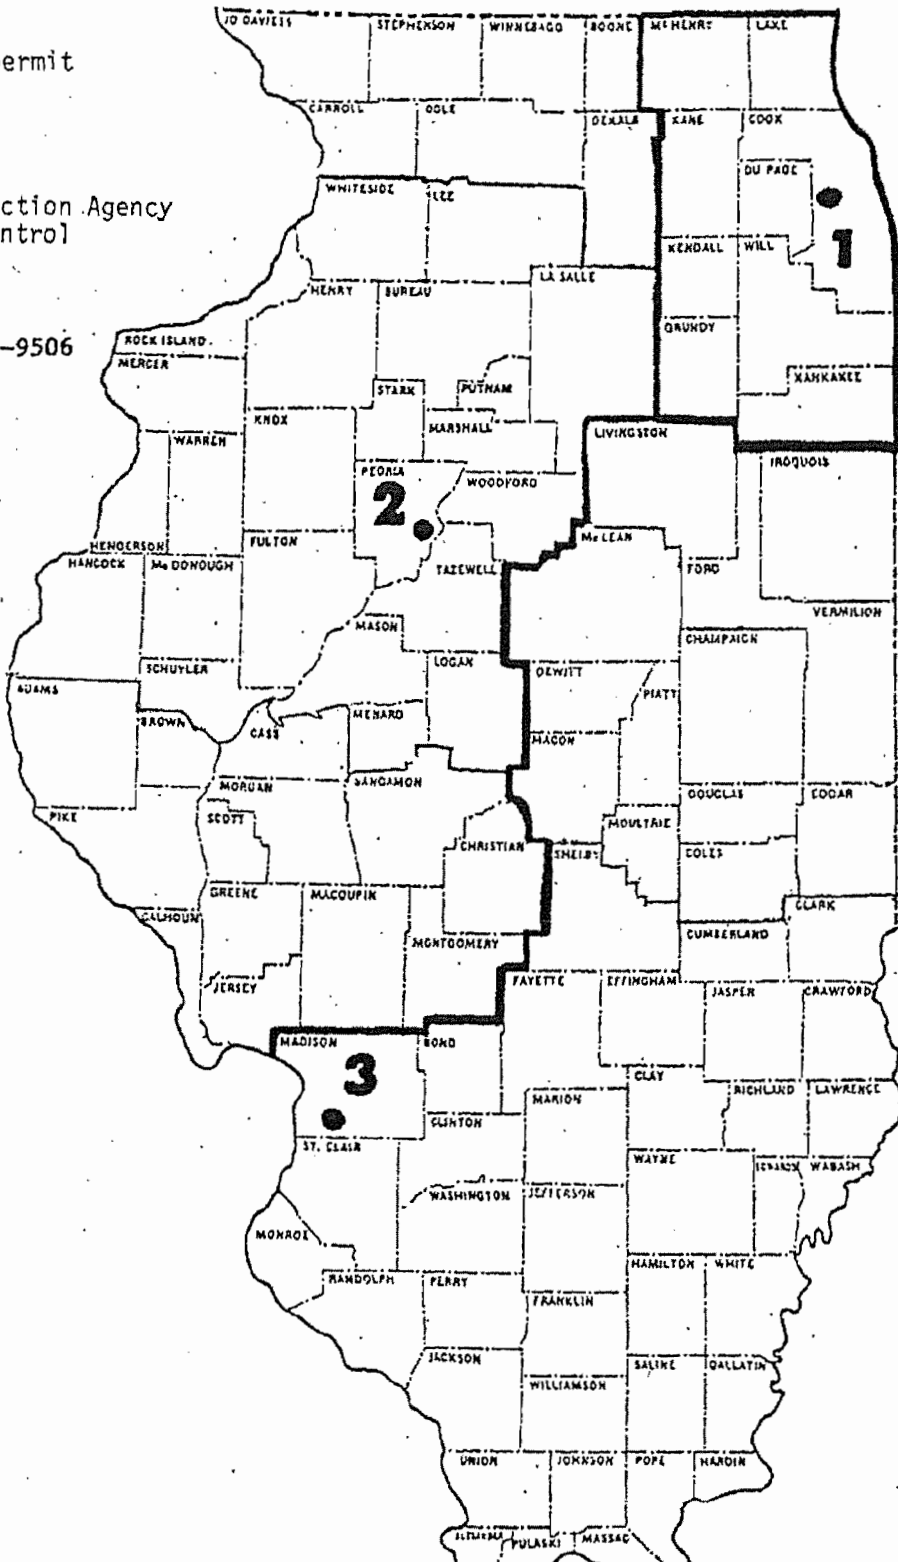 JO DAVIESS
STEPHENSON
WINNEBAGO
BOONE
McHENRY
LAKE
ermit
CARROLL
OGLE
DEKALB
KANE
COOK
DU PAGE
WHITESIDE
LEE
ction Agency
ntrol
1
KENDALL
WILL
LA SALLE
HENRY
BUREAU
GRUNDY
ROCK ISLAND
-9506
MERCER
KANKAKEE
STARK
PUTNAM
KNOX
MARSHALL
LIVINGSTON
WARREN
IROQUOIS
PEORIA
WOODFORD
2
McLEAN
HENDERSON
FULTON
HANCOCK
McDONOUGH
TAZEWELL
FORD
VERMILION
MASON
CHAMPAIGN
LOGAN
SCHUYLER
DEWITT
ADAMS
PIATT
BROWN
MENARD
CASS
MACON
MORGAN
SANGAMON
DOUGLAS
EDGAR
PIKE
SCOTT
MOULTRIE
CHRISTIAN
SHELBY
COLES
GREENE
MACOUPIN
CLARK
CALHOUN
CUMBERLAND
MONTGOMERY
JERSEY
FAYETTE
EFFINGHAM
JASPER
CRAWFORD
MADISON
BOND
3
CLAY
RICHLAND
LAWRENCE
MARION
CLINTON
ST. CLAIR
WAYNE
EDWARDS
WABASH
WASHINGTON
JEFFERSON
MONROE
HAMILTON
WHITE
RANDOLPH
PERRY
FRANKLIN
JACKSON
SALINE
GALLATIN
WILLIAMSON
UNION
JOHNSON
POPE
HARDIN
PULASKI
MASSAC